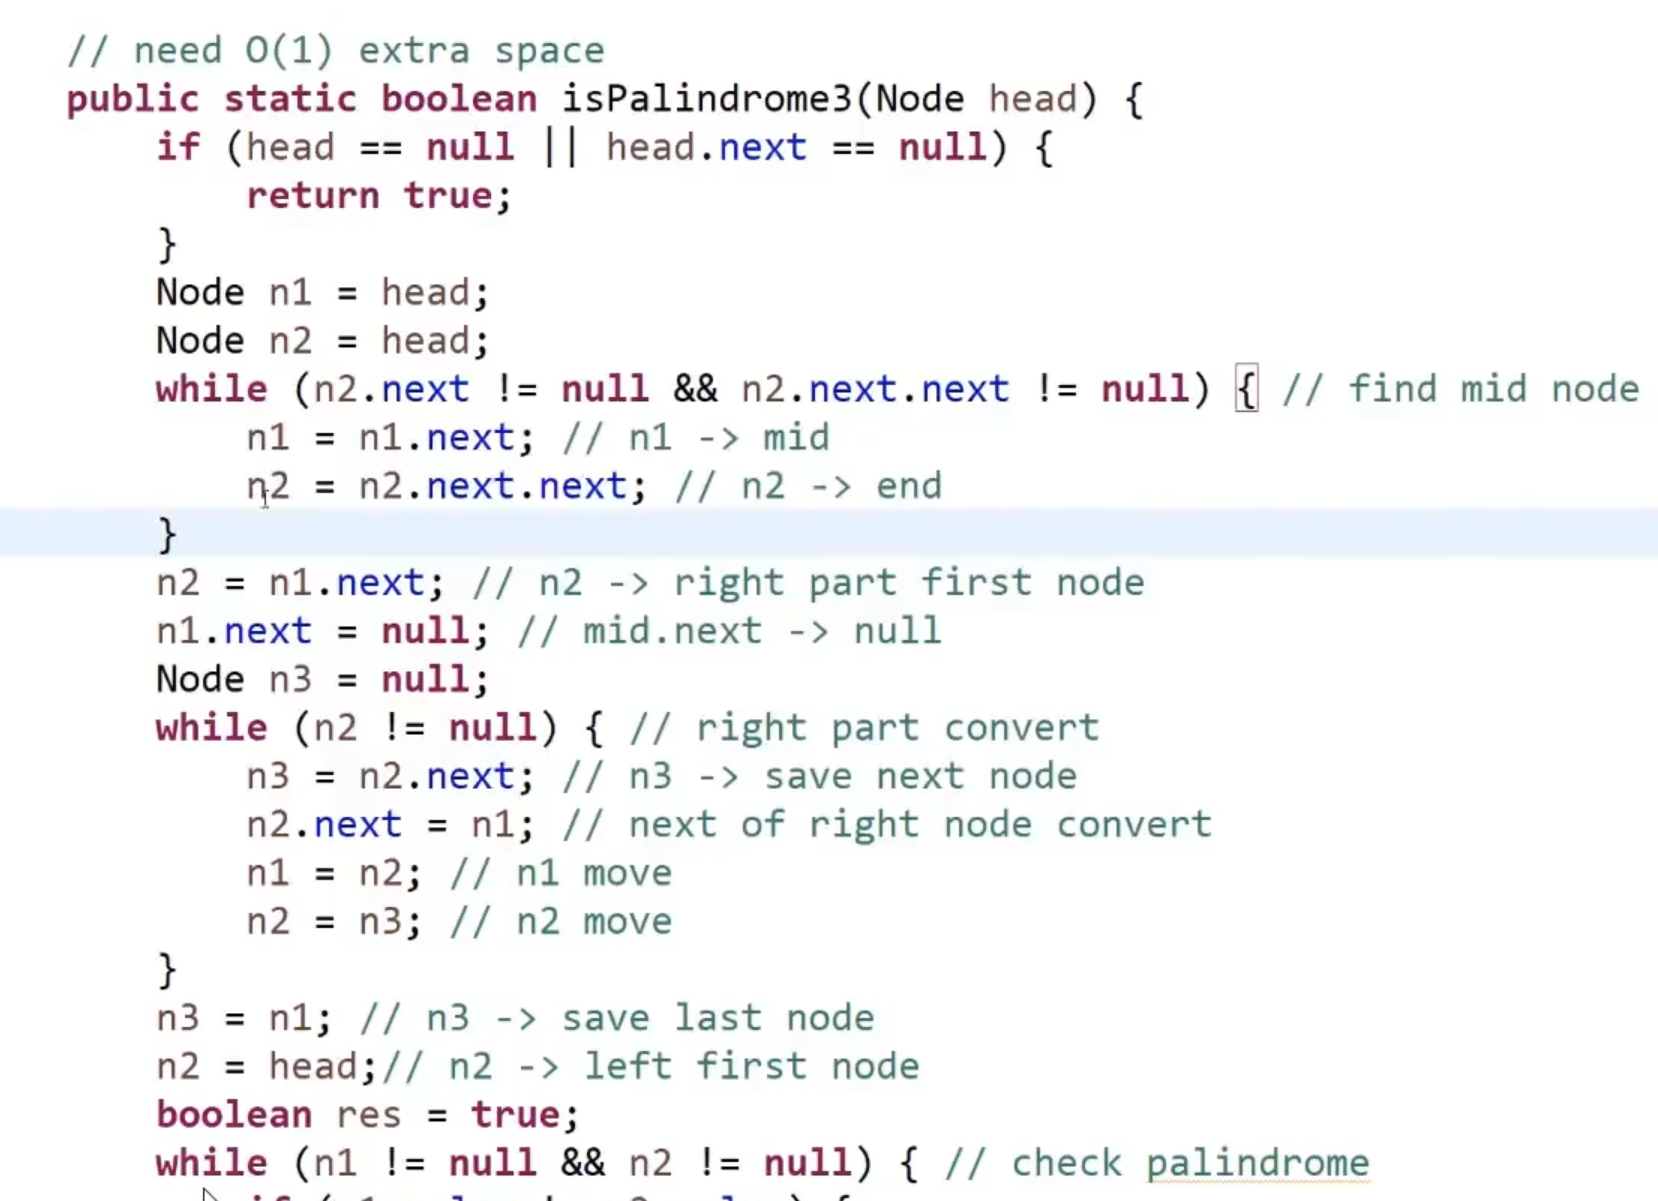 // need O(1) extra space
public static boolean isPalindrome3(Node head) {
if (head == null || head.next == null) {
return true;
}
Node n1 = head;
Node n2 = head;
while (n2.next != null && n2.next.next != null) { // find mid node
n1 = n1.next; // n1 -> mid
n2 = n2.next.next; // n2 -> end
}
n2 = n1.next; // n2 -> right part first node
n1.next = null; // mid.next -> null
Node n3 = null;
while (n2 != null) { // right part convert
n3 = n2.next; // n3 -> save next node
n2.next = n1; // next of right node convert
n1 = n2; // n1 move
n2 = n3; // n2 move
}
n3 = n1; // n3 -> save last node
n2 = head;// n2 -> left first node
boolean res = true;
while (n1 != null && n2 != null) { // check palindrome